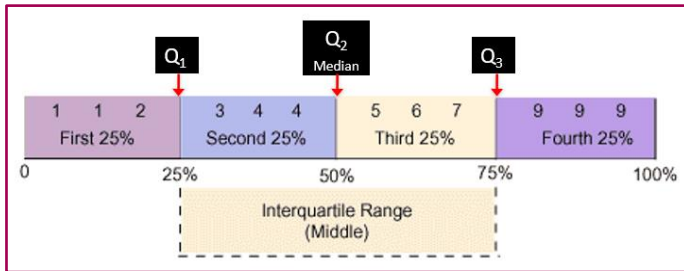 Q1
Q2
Median
Q3
1 1 2
3 4 4
5 6 7
9 9 9
First 25%
Second 25%
Third 25%
Fourth 25%
0
25%
50%
75%
100%
Interquartile Range
(Middle)